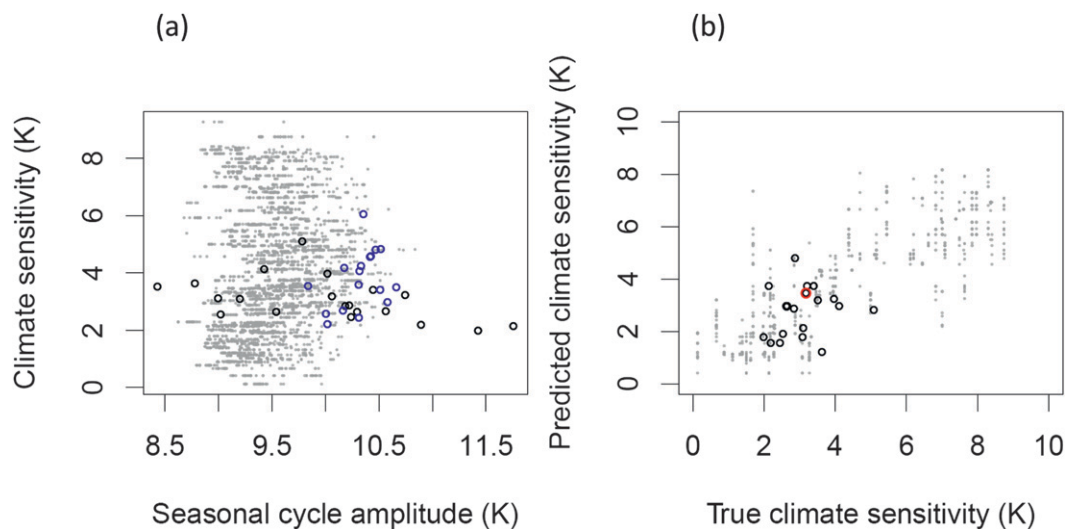 (a)
(b)
Climate sensitivity (K)
8
6
4
2
0
8.5 9.5 10.5 11.5
Seasonal cycle amplitude (K)
Predicted climate sensitivity (K)
10
8
6
4
2
0
0 2 4 6 8 10
True climate sensitivity (K)